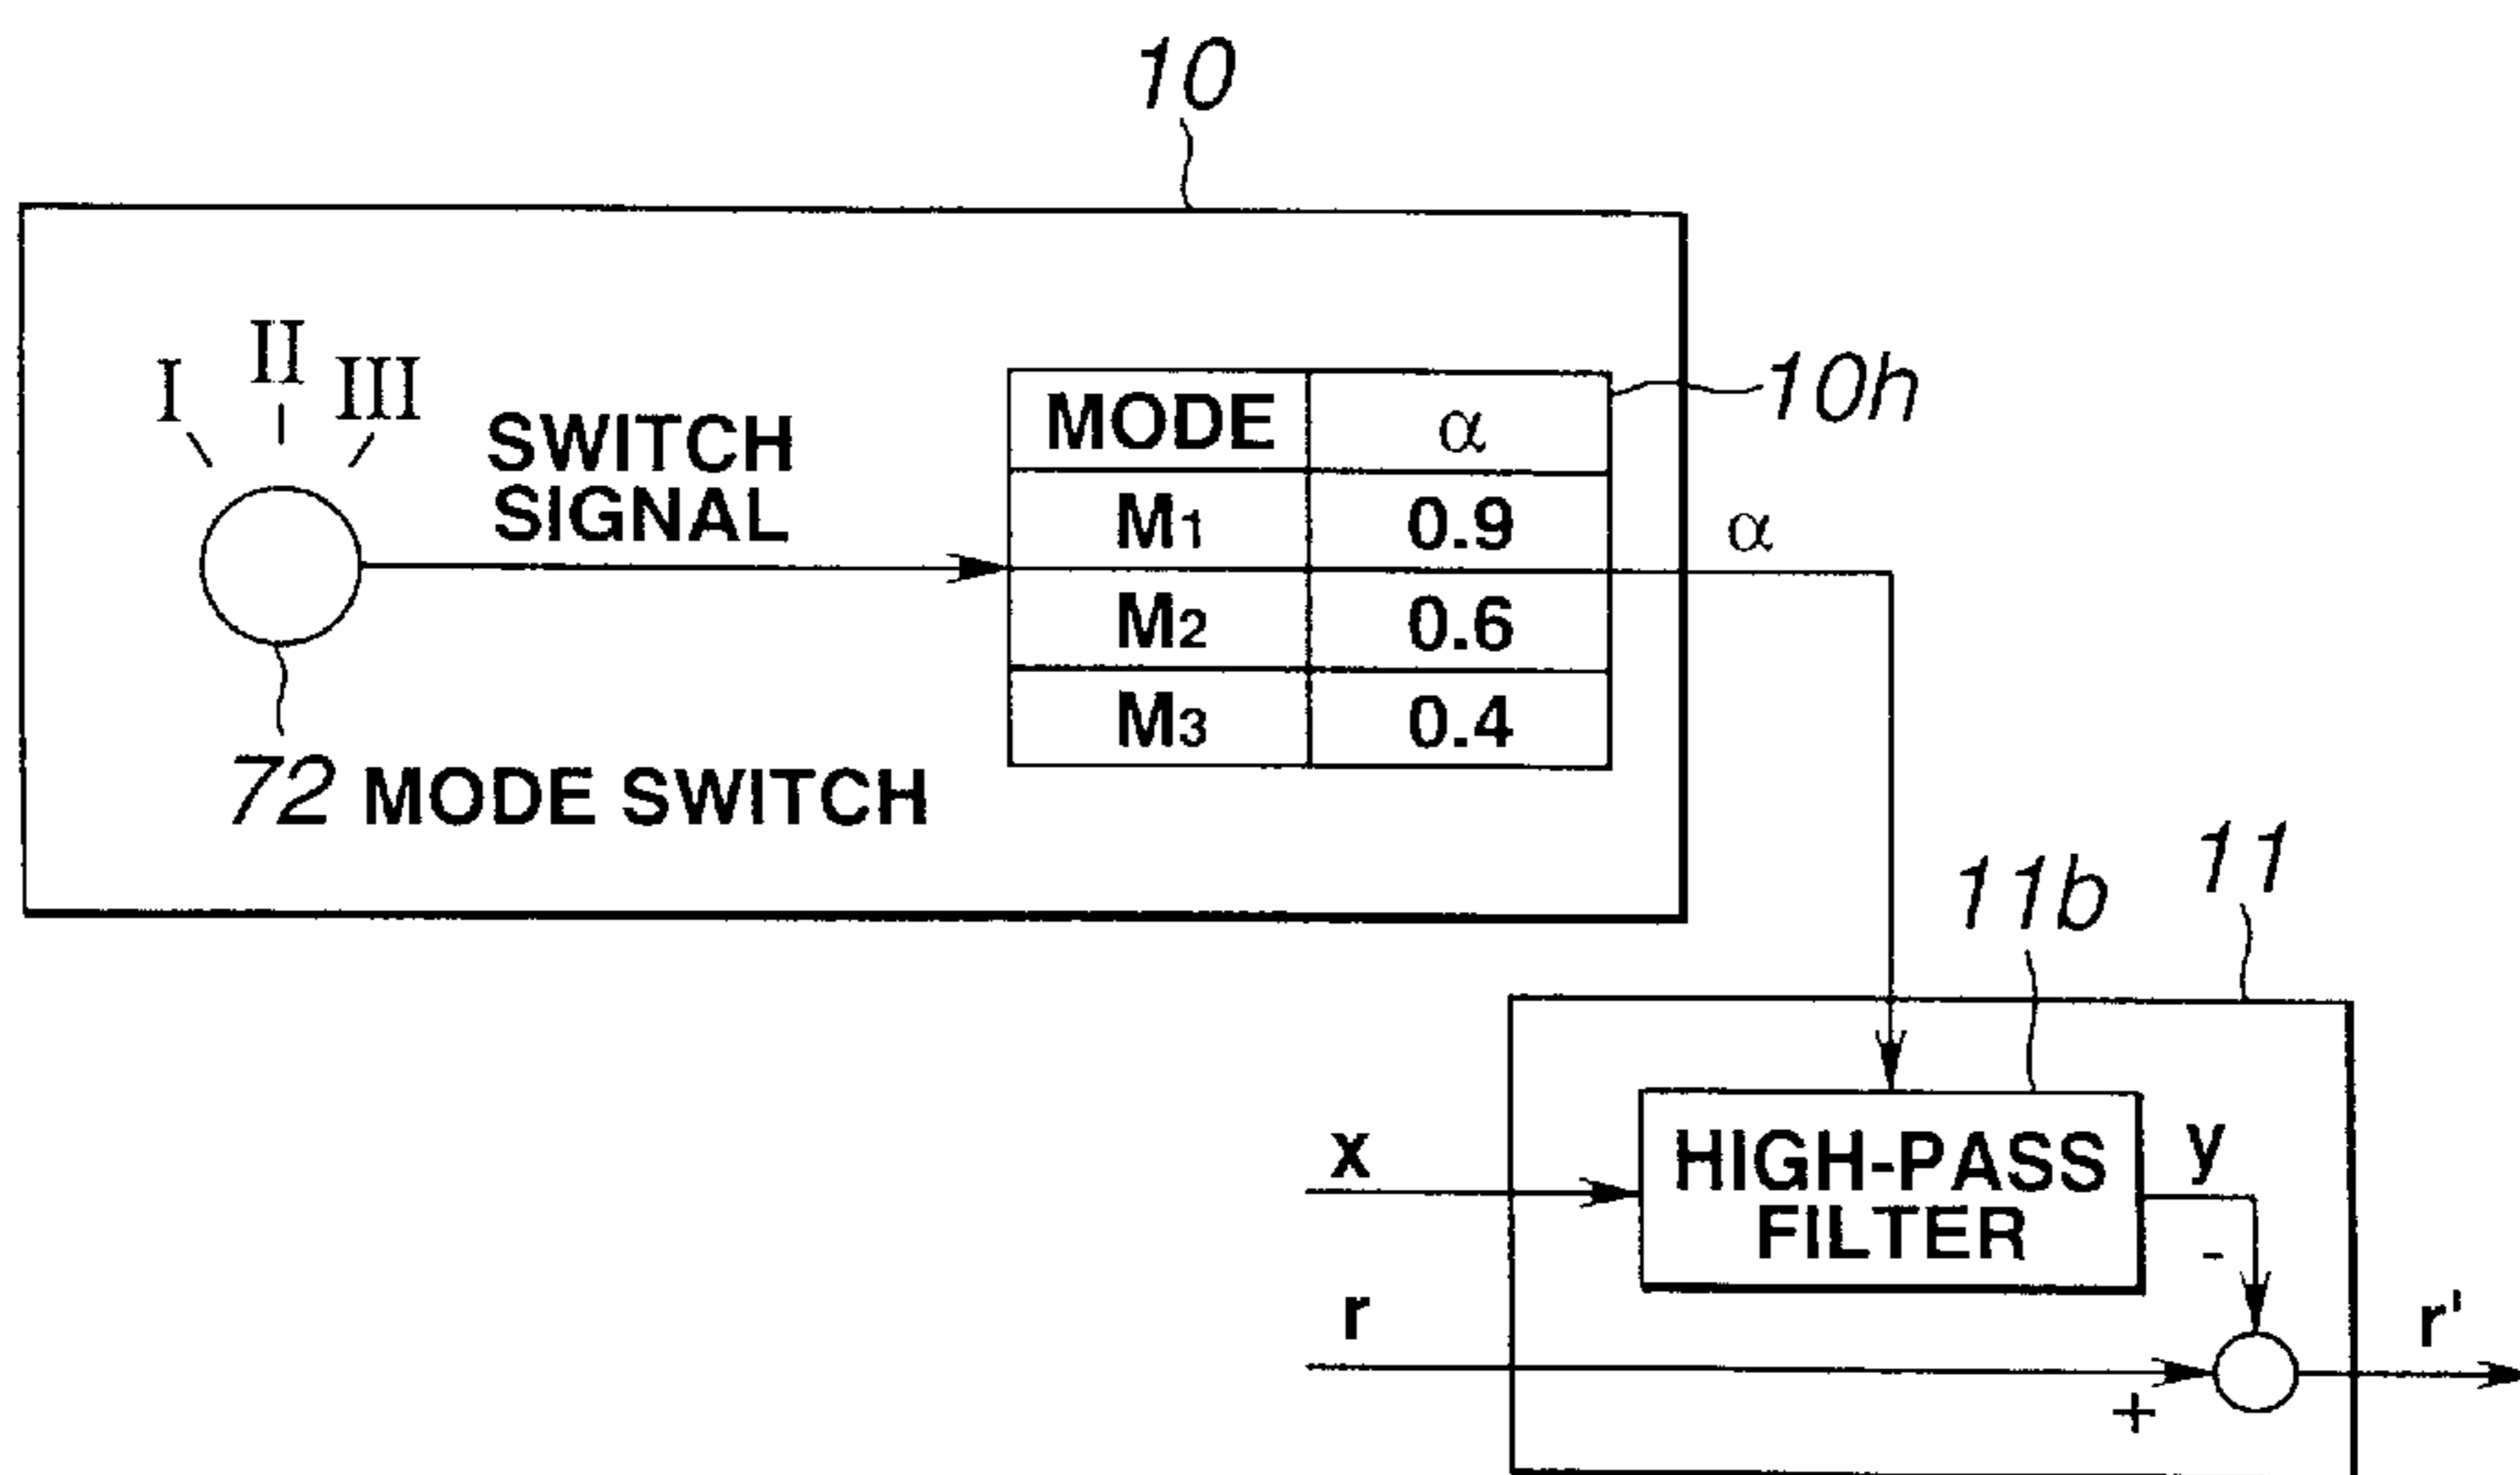 10
I
II
III
SWITCH
SIGNAL
72 MODE SWITCH
MODE α
M1 0.9
M2 0.6
M3 0.4
10h
α
11b
11
x
HIGH-PASS
FILTER
y
-
r
+
r'